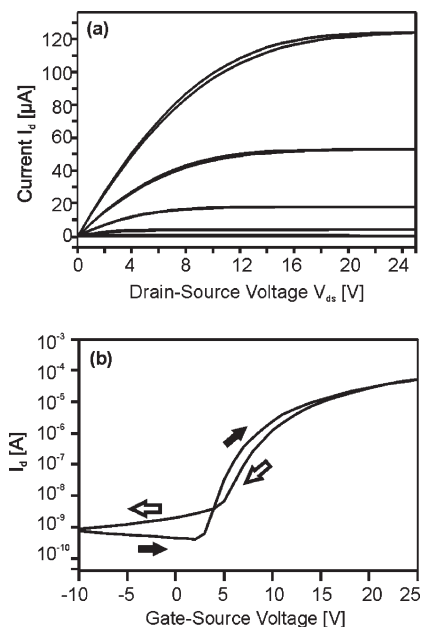 (a)
Current I_d [µA]
120
100
80
60
40
20
0
0 4 8 12 16 20 24
Drain-Source Voltage V_ds [V]
(b)
I_d [A]
10^-3
10^-4
10^-5
10^-6
10^-7
10^-8
10^-9
10^-10
-10 -5 0 5 10 15 20 25
Gate-Source Voltage [V]